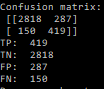 Confusion matrix:
[[2818 287]
[ 150 419]]
TP: 419
TN: 2818
FP: 287
FN: 150